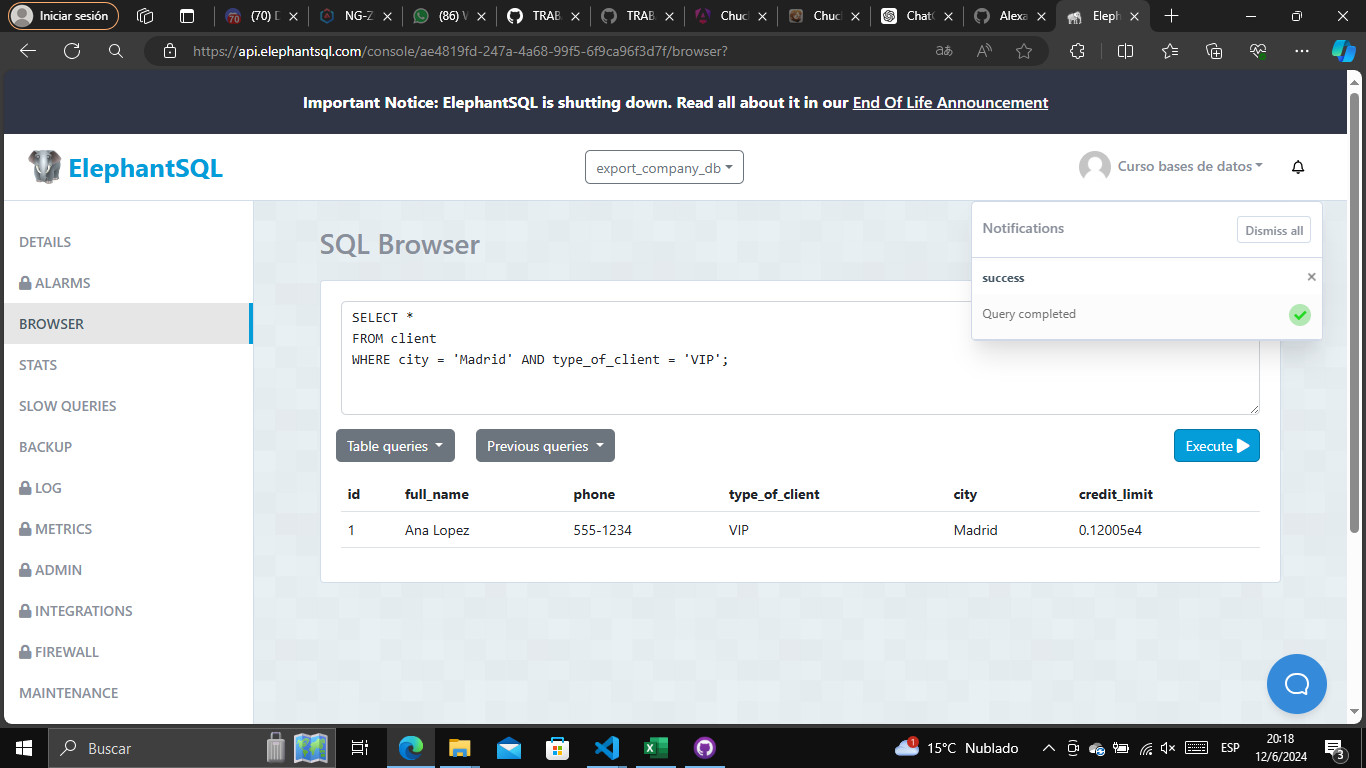 Iniciar sesión
(70) D
NG-Z
(86) V
TRAB
TRAB
Chuc
Chuc
ChatG
Alexa
Eleph
https://api.elephantsql.com/console/ae4819fd-247a-4a68-99f5-6f9ca96f3d7f/browser?
Important Notice: ElephantSQL is shutting down. Read all about it in our End Of Life Announcement
ElephantSQL
export_company_db
Curso bases de datos
DETAILS
ALARMS
BROWSER
STATS
SLOW QUERIES
BACKUP
LOG
METRICS
ADMIN
INTEGRATIONS
FIREWALL
MAINTENANCE
SQL Browser
Notifications
Dismiss all
success
Query completed
SELECT *
FROM client
WHERE city = 'Madrid' AND type_of_client = 'VIP';
Table queries
Previous queries
Execute
id full_name phone type_of_client city credit_limit
1 Ana Lopez 555-1234 VIP Madrid 0.12005e4
Buscar
1
15°C Nublado
ESP
20:18
12/6/2024
3